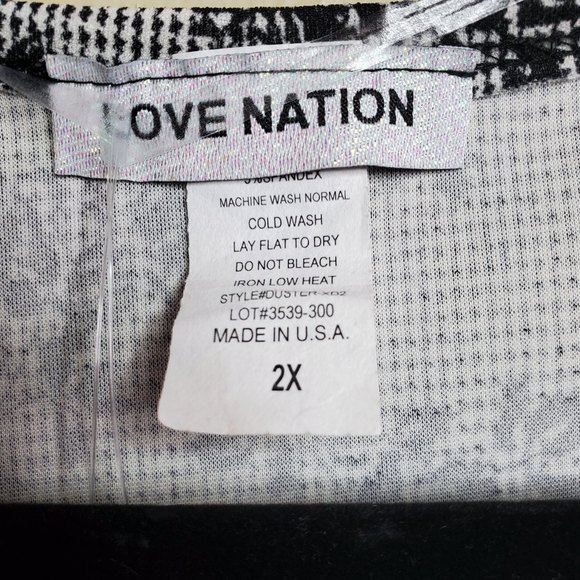 LOVE NATION
%SPANDEX
MACHINE WASH NORMAL
COLD WASH
LAY FLAT TO DRY
DO NOT BLEACH
IRON LOW HEAT
STYLE#DUSTER-
LOT#3539-300
MADE IN U.S.A.
2X